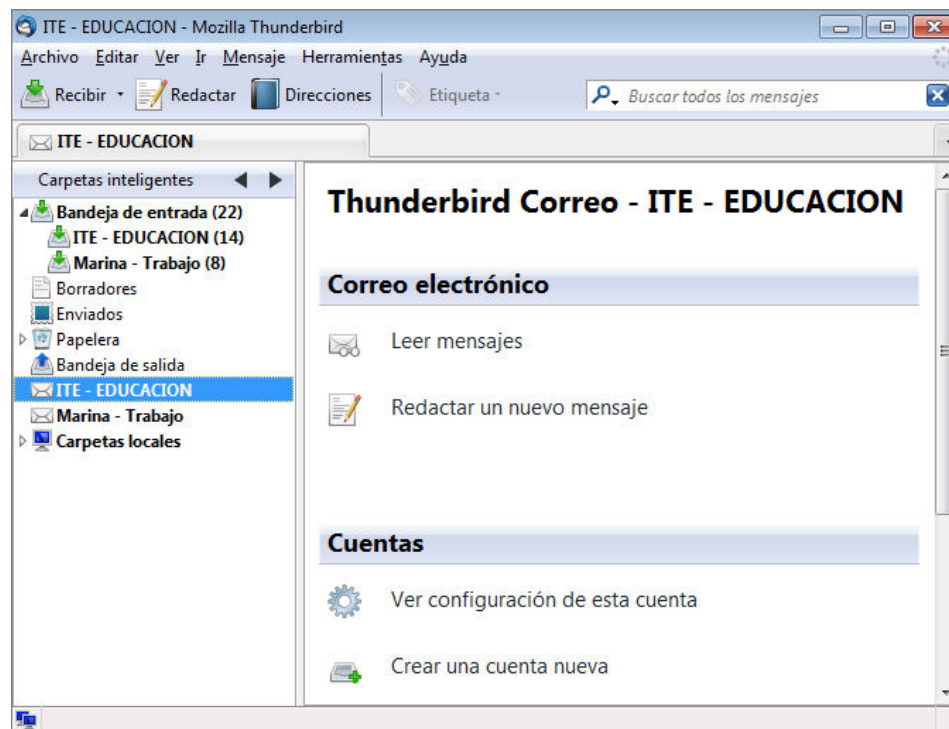 ITE - EDUCACION - Mozilla Thunderbird
Archivo Editar Ver Ir Mensaje Herramientas Ayuda
Recibir Redactar Direcciones Etiqueta Buscar todos los mensajes
ITE - EDUCACION
Carpetas inteligentes
Bandeja de entrada (22)
ITE - EDUCACION (14)
Marina - Trabajo (8)
Borradores
Enviados
Papelera
Bandeja de salida
ITE - EDUCACION
Marina - Trabajo
Carpetas locales
Thunderbird Correo - ITE - EDUCACION
Correo electrónico
Leer mensajes
Redactar un nuevo mensaje
Cuentas
Ver configuración de esta cuenta
Crear una cuenta nueva